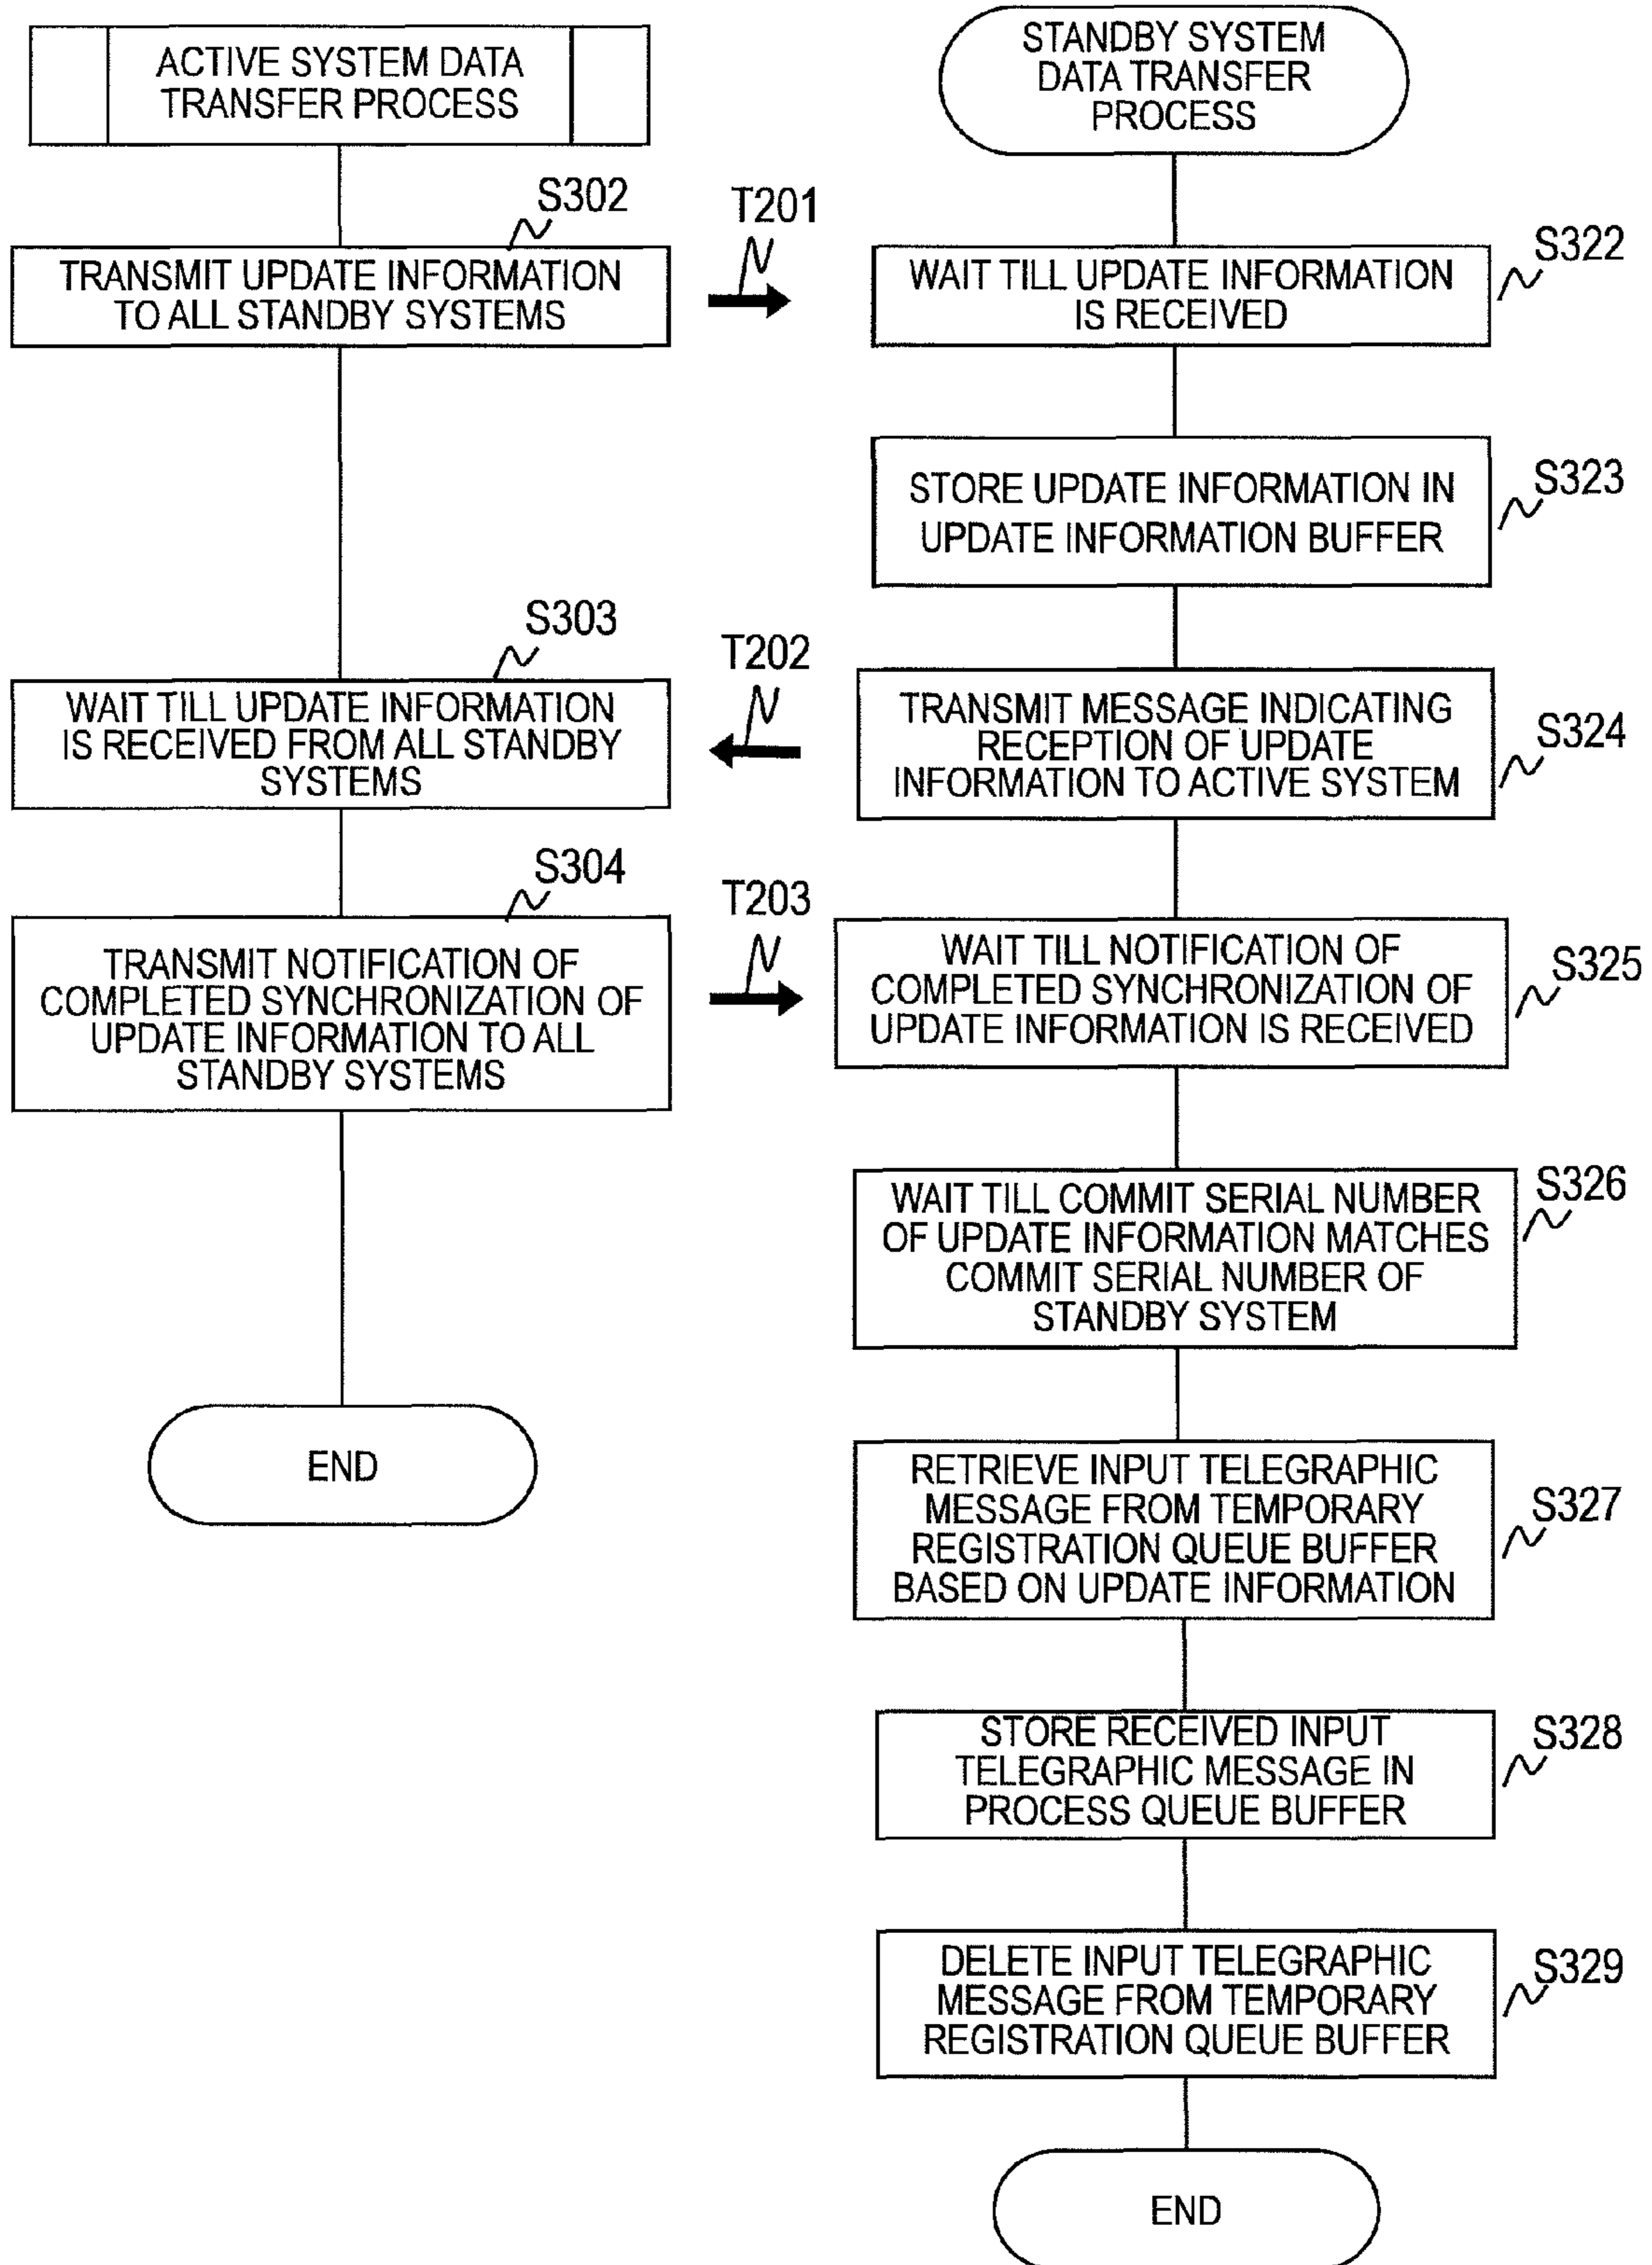 ACTIVE SYSTEM DATA
TRANSFER PROCESS
S302
TRANSMIT UPDATE INFORMATION
TO ALL STANDBY SYSTEMS
S303
WAIT TILL UPDATE INFORMATION
IS RECEIVED FROM ALL STANDBY
SYSTEMS
S304
TRANSMIT NOTIFICATION OF
COMPLETED SYNCHRONIZATION OF
UPDATE INFORMATION TO ALL
STANDBY SYSTEMS
END
T201
T202
T203
STANDBY SYSTEM
DATA TRANSFER
PROCESS
WAIT TILL UPDATE INFORMATION
IS RECEIVED
S322
STORE UPDATE INFORMATION IN
UPDATE INFORMATION BUFFER
S323
TRANSMIT MESSAGE INDICATING
RECEPTION OF UPDATE
INFORMATION TO ACTIVE SYSTEM
S324
WAIT TILL NOTIFICATION OF
COMPLETED SYNCHRONIZATION OF
UPDATE INFORMATION IS RECEIVED
S325
WAIT TILL COMMIT SERIAL NUMBER
OF UPDATE INFORMATION MATCHES
COMMIT SERIAL NUMBER OF
STANDBY SYSTEM
S326
RETRIEVE INPUT TELEGRAPHIC
MESSAGE FROM TEMPORARY
REGISTRATION QUEUE BUFFER
BASED ON UPDATE INFORMATION
S327
STORE RECEIVED INPUT
TELEGRAPHIC MESSAGE IN
PROCESS QUEUE BUFFER
S328
DELETE INPUT TELEGRAPHIC
MESSAGE FROM TEMPORARY
REGISTRATION QUEUE BUFFER
S329
END